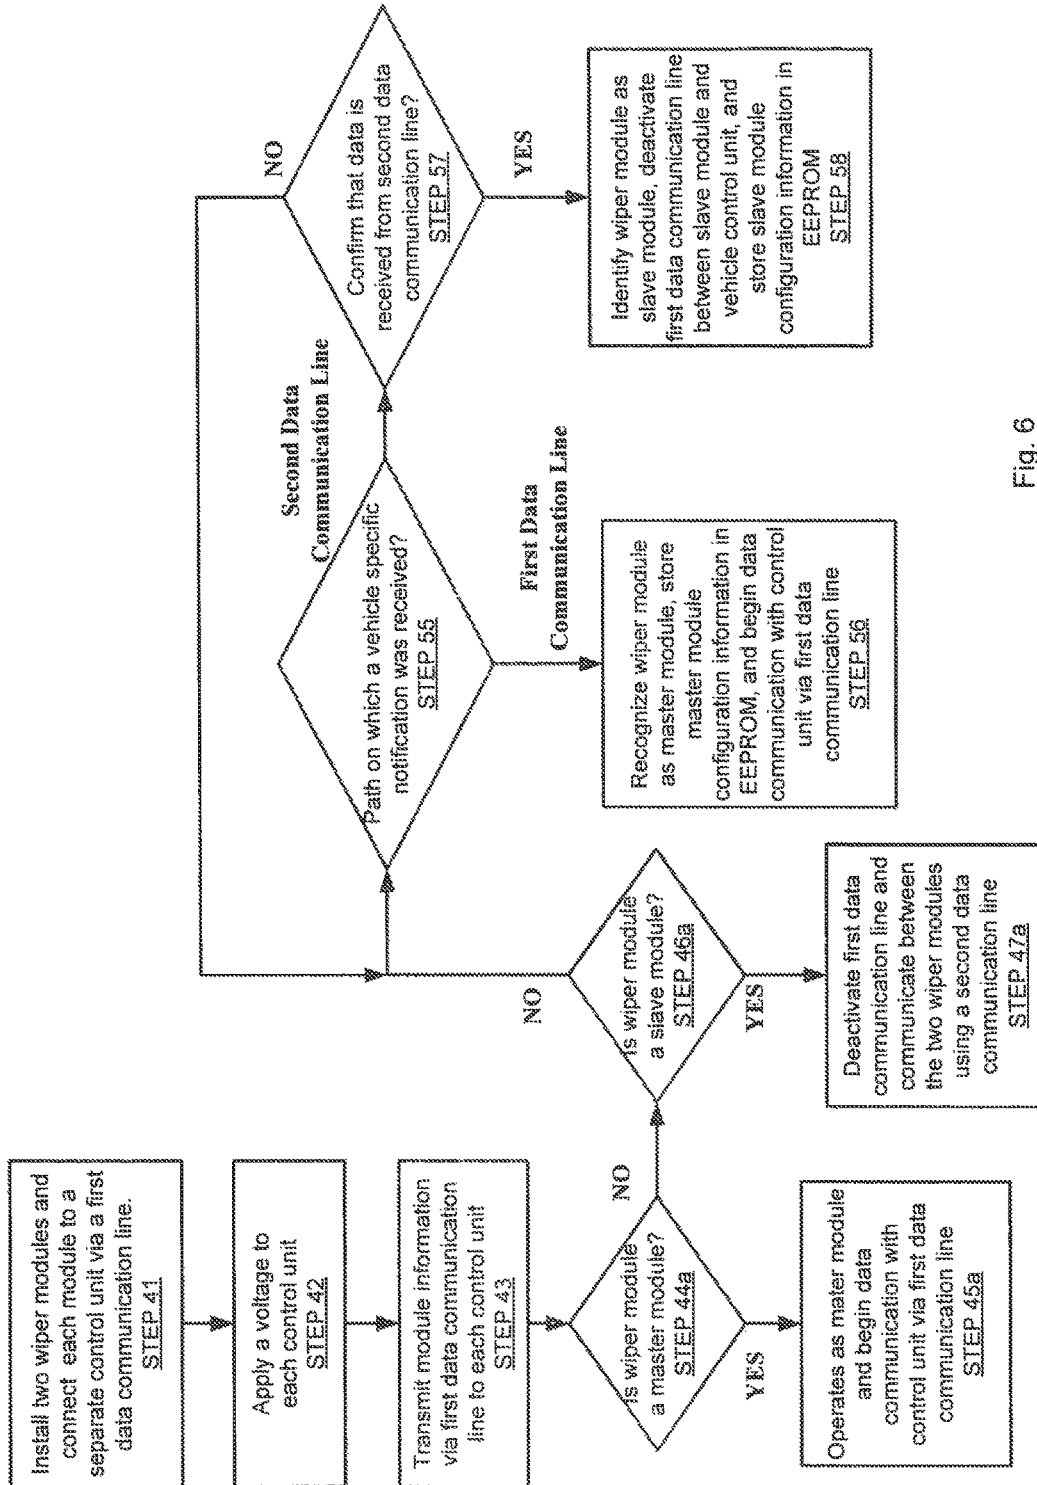 Install two wiper modules and
connect each module to a
separate control unit via a first
data communication line.
STEP 41
Apply a voltage to
each control unit
STEP 42
Transmit module information
via first data communication
line to each control unit
STEP 43
Is wiper module
a master module?
STEP 44a
YES
NO
Operates as mater module
and begin data
communication with
control unit via first data
communication line
STEP 45a
Is wiper module
a slave module?
STEP 46a
NO
YES
Deactivate first data
communication line and
communicate between
the two wiper modules
using a second data
communication line
STEP 47a
Path on which a vehicle specific
notification was received?
STEP 55
Second Data
Communication Line
First Data
Communication Line
Recognize wiper module
as master module, store
master module
configuration information in
EEPROM, and begin data
communication with control
unit via first data
communication line
STEP 56
Confirm that data is
received from second data
communication line?
STEP 57
NO
YES
Identify wiper module as
slave module, deactivate
first data communication line
between slave module and
vehicle control unit, and
store slave module
configuration information in
EEPROM
STEP 58
Fig. 6